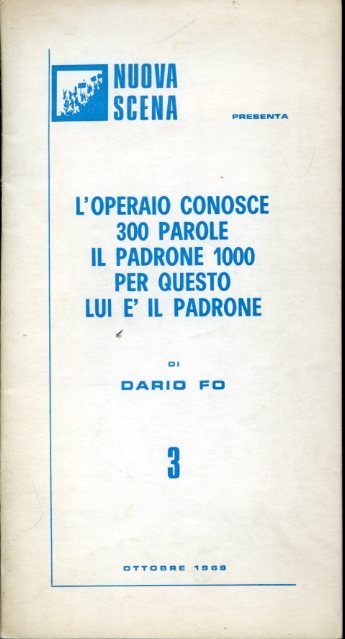 NUOVA
SCENA
PRESENTA
L'OPERAIO CONOSCE
300 PAROLE
IL PADRONE 1000
PER QUESTO
LUI E' IL PADRONE
DI
DARIO FO
3
OTTOBRE 1969